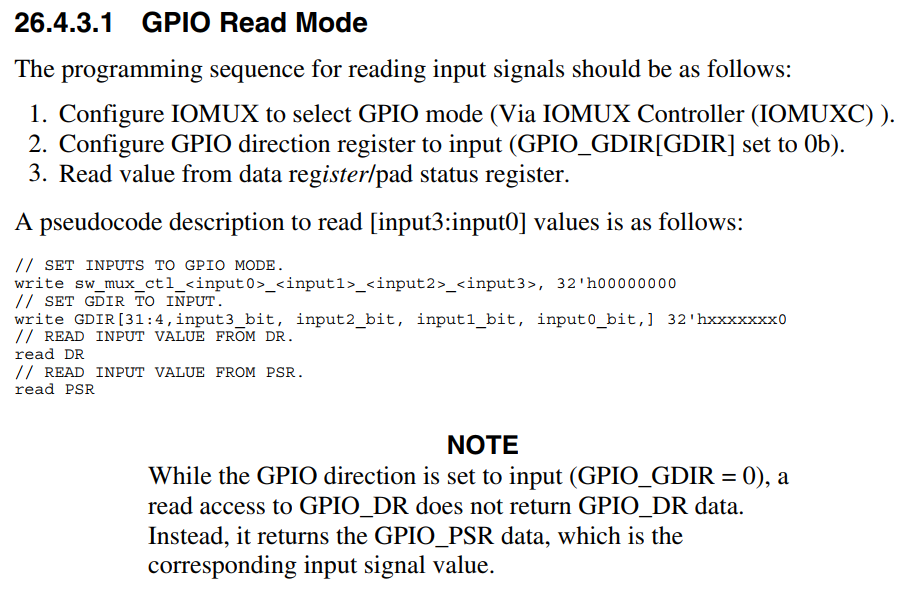 26.4.3.1 GPIO Read Mode
The programming sequence for reading input signals should be as follows:
1. Configure IOMUX to select GPIO mode (Via IOMUX Controller (IOMUXC) ).
2. Configure GPIO direction register to input (GPIO_GDIR[GDIR] set to 0b).
3. Read value from data register/pad status register.
A pseudocode description to read [input3:input0] values is as follows:
// SET INPUTS TO GPIO MODE.
write sw_mux_ctl_<input0>_<input1>_<input2>_<input3>, 32'h00000000
// SET GDIR TO INPUT.
write GDIR[31:4,input3_bit, input2_bit, input1_bit, input0_bit,] 32'hxxxxxxx0
// READ INPUT VALUE FROM DR.
read DR
// READ INPUT VALUE FROM PSR.
read PSR
NOTE
While the GPIO direction is set to input (GPIO_GDIR = 0), a
read access to GPIO_DR does not return GPIO_DR data.
Instead, it returns the GPIO_PSR data, which is the
corresponding input signal value.